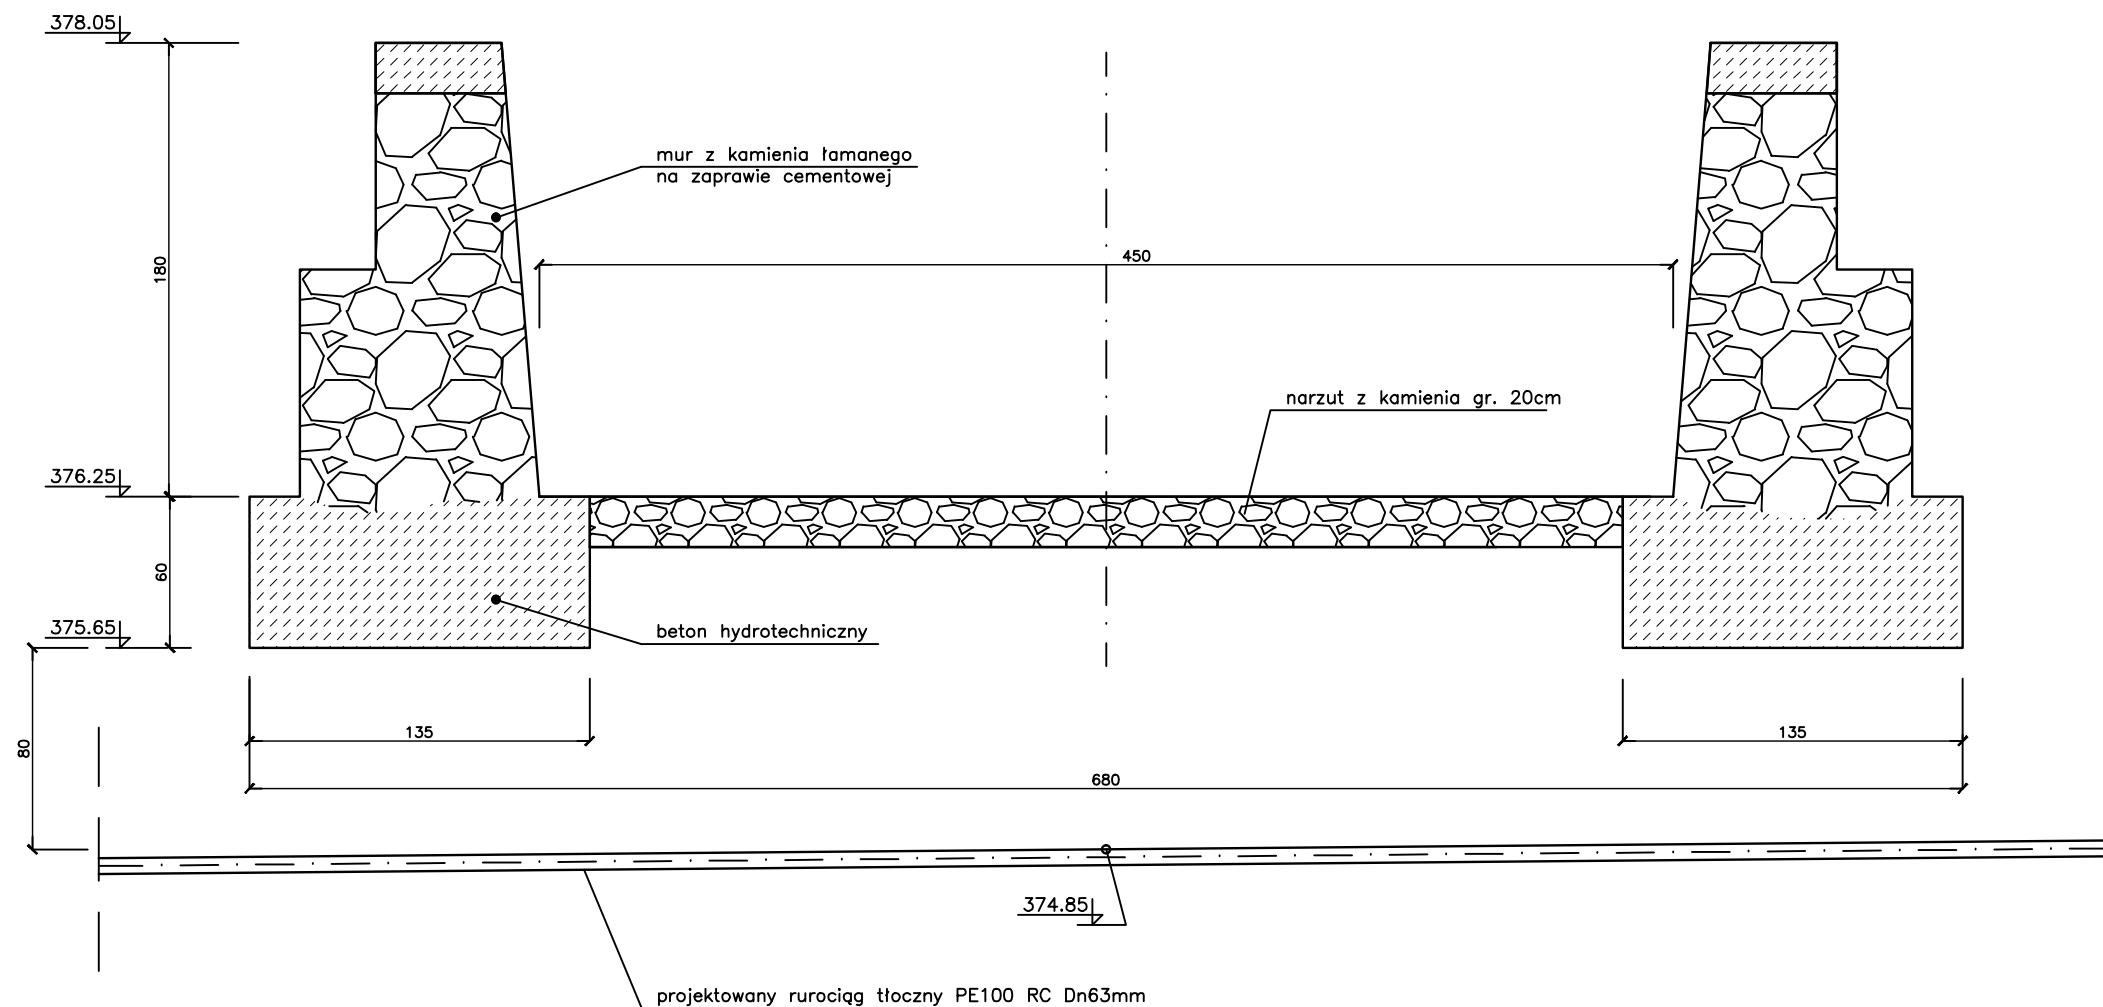 378.05
mur z kamienia łamanego
na zaprawie cementowej
180
450
narzut z kamienia gr. 20cm
376.25
60
375.65
beton hydrotechniczny
135
135
80
680
374.85
projektowany rurociąg tłoczny PE100 RC Dn63mm